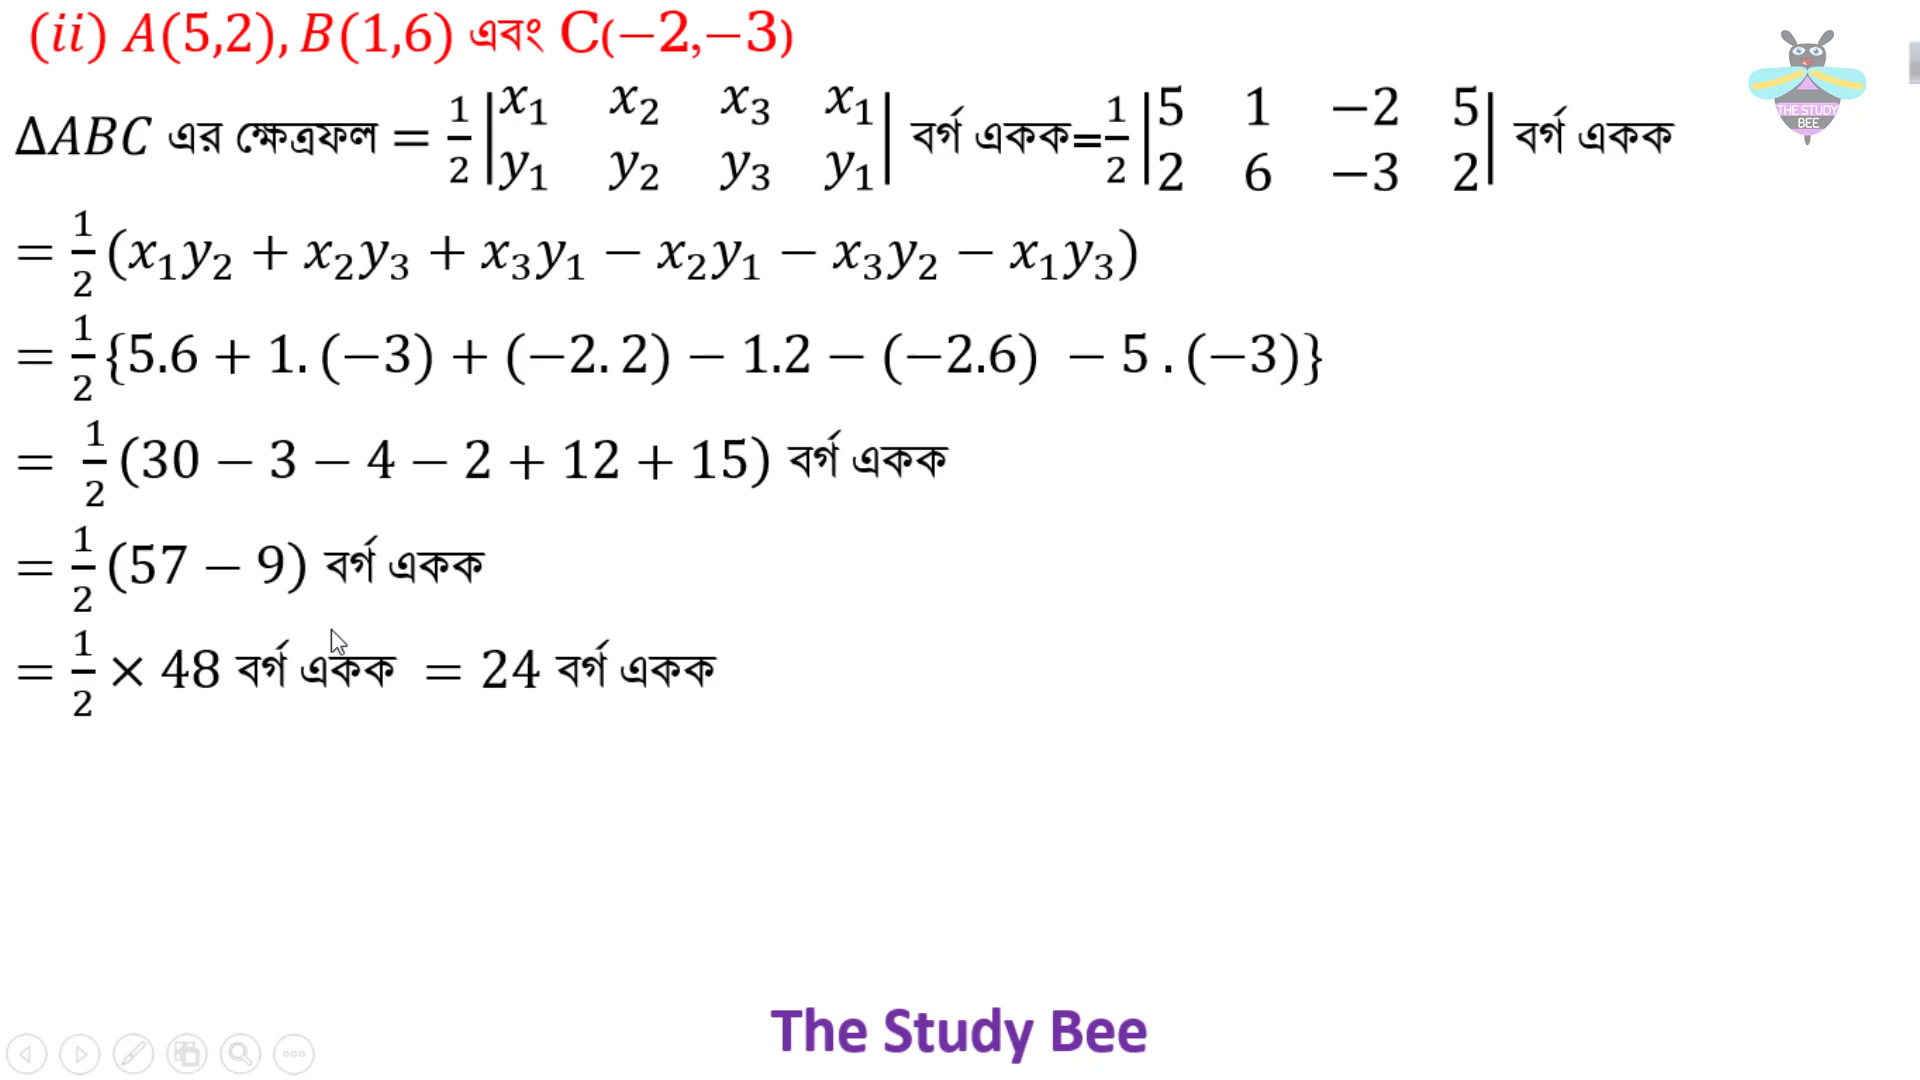 (ii) A(5,2), B(1,6) এবং C(−2,−3)
THE STUDY
BEE
ΔABC এর ক্ষেত্রফল = 1/2 |x₁ x₂ x₃ x₁ / y₁ y₂ y₃ y₁| বর্গ একক=1/2 |5 1 −2 5 / 2 6 −3 2| বর্গ একক
= 1/2 (x₁y₂ + x₂y₃ + x₃y₁ − x₂y₁ − x₃y₂ − x₁y₃)
= 1/2 {5.6 + 1. (−3) + (−2. 2) − 1.2 − (−2.6) − 5 . (−3)}
= 1/2 (30 − 3 − 4 − 2 + 12 + 15) বর্গ একক
= 1/2 (57 − 9) বর্গ একক
= 1/2 × 48 বর্গ একক = 24 বর্গ একক
The Study Bee